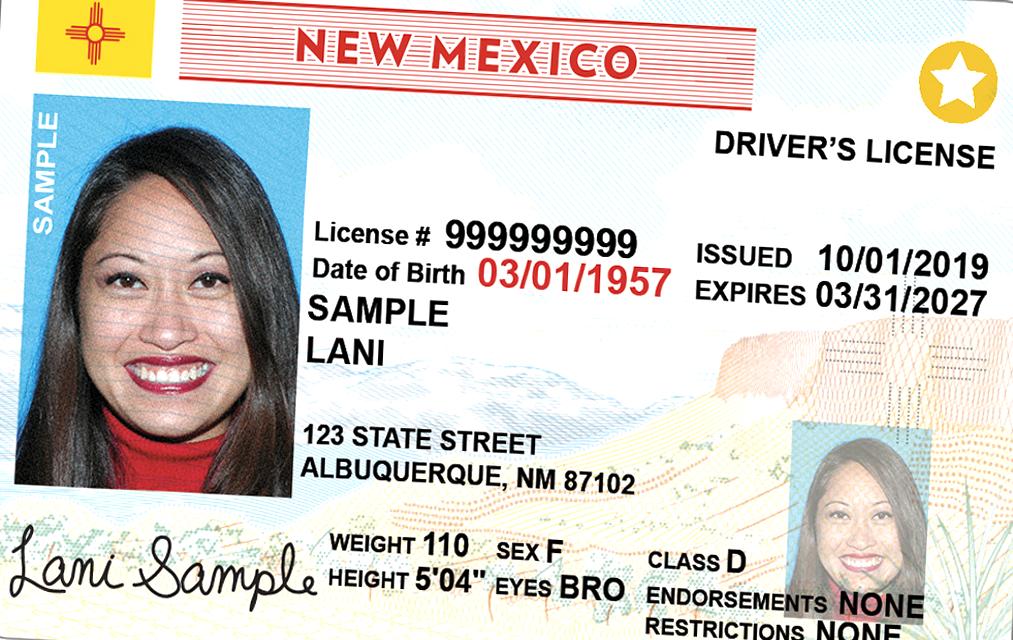 NEW MEXICO
DRIVER'S LICENSE
SAMPLE
License # 999999999
Date of Birth 03/01/1957
ISSUED 10/01/2019
EXPIRES 03/31/2027
SAMPLE
LANI
123 STATE STREET
ALBUQUERQUE, NM 87102
WEIGHT 110 SEX F
HEIGHT 5'04" EYES BRO
CLASS D
ENDORSEMENTS NONE
RESTRICTIONS NONE
Lani Sample